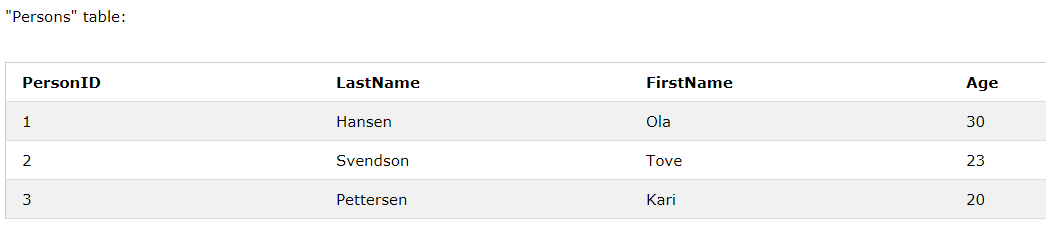 "Persons" table:
PersonID LastName FirstName Age
1 Hansen Ola 30
2 Svendson Tove 23
3 Pettersen Kari 20